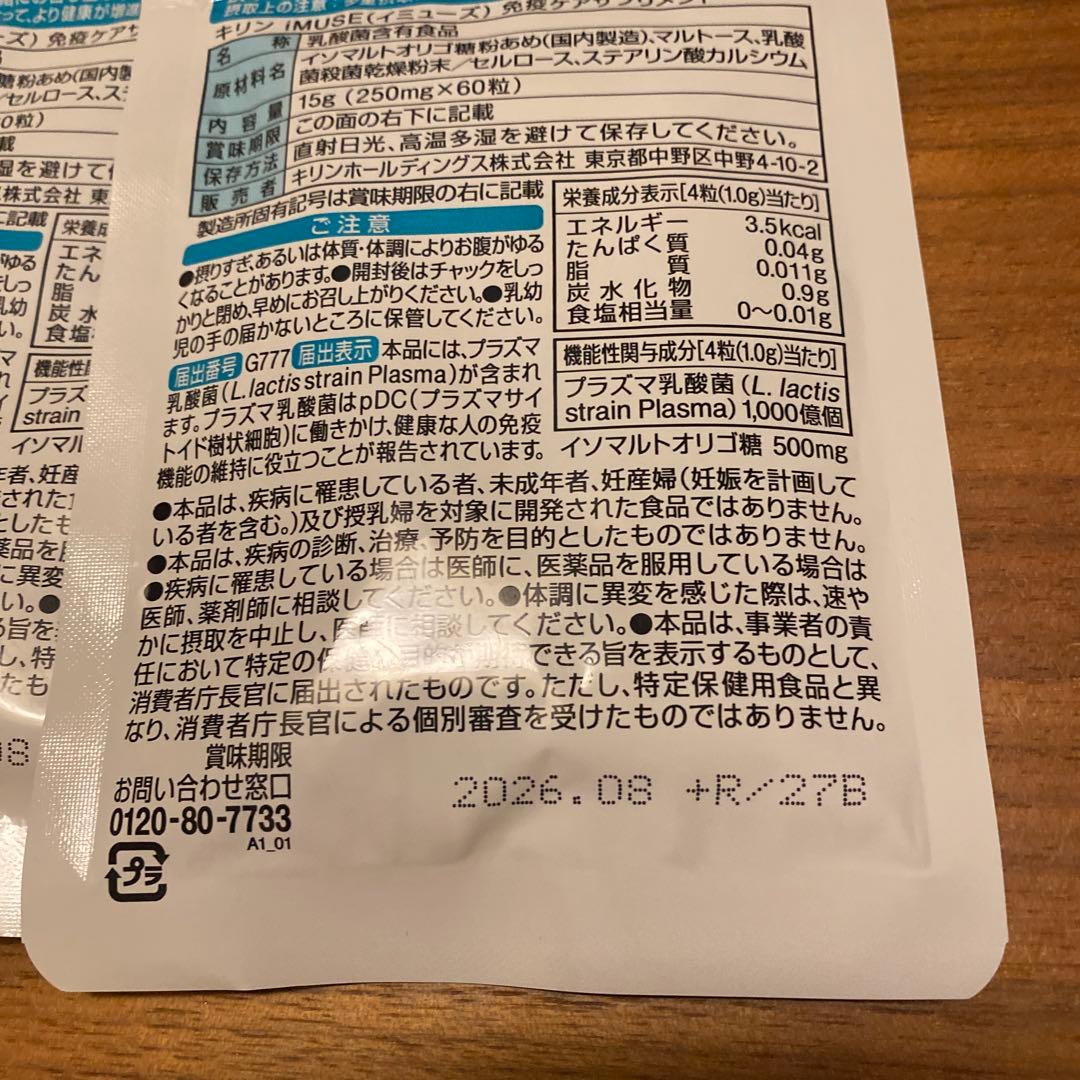 摂取上の注意:多量摂取
キリン iMUSE(イミューズ) 免疫ケアサプリメント
名称 乳酸菌含有食品
原材料名 イソマルトオリゴ糖粉あめ(国内製造)、マルトース、乳酸
菌殺菌乾燥粉末/セルロース、ステアリン酸カルシウム
内容量 15g(250mg×60粒)
賞味期限 この面の右下に記載
保存方法 直射日光、高温多湿を避けて保存してください。
販売者 キリンホールディングス株式会社 東京都中野区中野4-10-2
製造所固有記号は賞味期限の右に記載
ご注意
●摂りすぎ、あるいは体質・体調によりお腹がゆる
くなることがあります。●開封後はチャックをしっ
かりと閉め、早めにお召し上がりください。●乳幼
児の手の届かないところに保管してください。
届出番号 G777 届出表示 本品には、プラズマ
乳酸菌(L. lactis strain Plasma)が含まれ
ます。プラズマ乳酸菌はpDC(プラズマサイ
トイド樹状細胞)に働きかけ、健康な人の免疫
機能の維持に役立つことが報告されています。
栄養成分表示[4粒(1.0g)当たり]
エネルギー 3.5kcal
たんぱく質 0.04g
脂質 0.011g
炭水化物 0.9g
食塩相当量 0〜0.01g
機能性関与成分[4粒(1.0g)当たり]
プラズマ乳酸菌(L. lactis
strain Plasma) 1,000億個
イソマルトオリゴ糖 500mg
●本品は、疾病に罹患している者、未成年者、妊産婦(妊娠を計画して
いる者を含む。)及び授乳婦を対象に開発された食品ではありません。
●本品は、疾病の診断、治療、予防を目的としたものではありません。
●疾病に罹患している場合は医師に、医薬品を服用している場合は
医師、薬剤師に相談してください。●体調に異変を感じた際は、速や
かに摂取を中止し、医師に相談してください。●本品は、事業者の責
任において特定の保健の目的が期待できる旨を表示するものとして、
消費者庁長官に届出されたものです。ただし、特定保健用食品と異
なり、消費者庁長官による個別審査を受けたものではありません。
賞味期限
2026.08 +R/27B
お問い合わせ窓口
0120-80-7733
A1_01
プラ